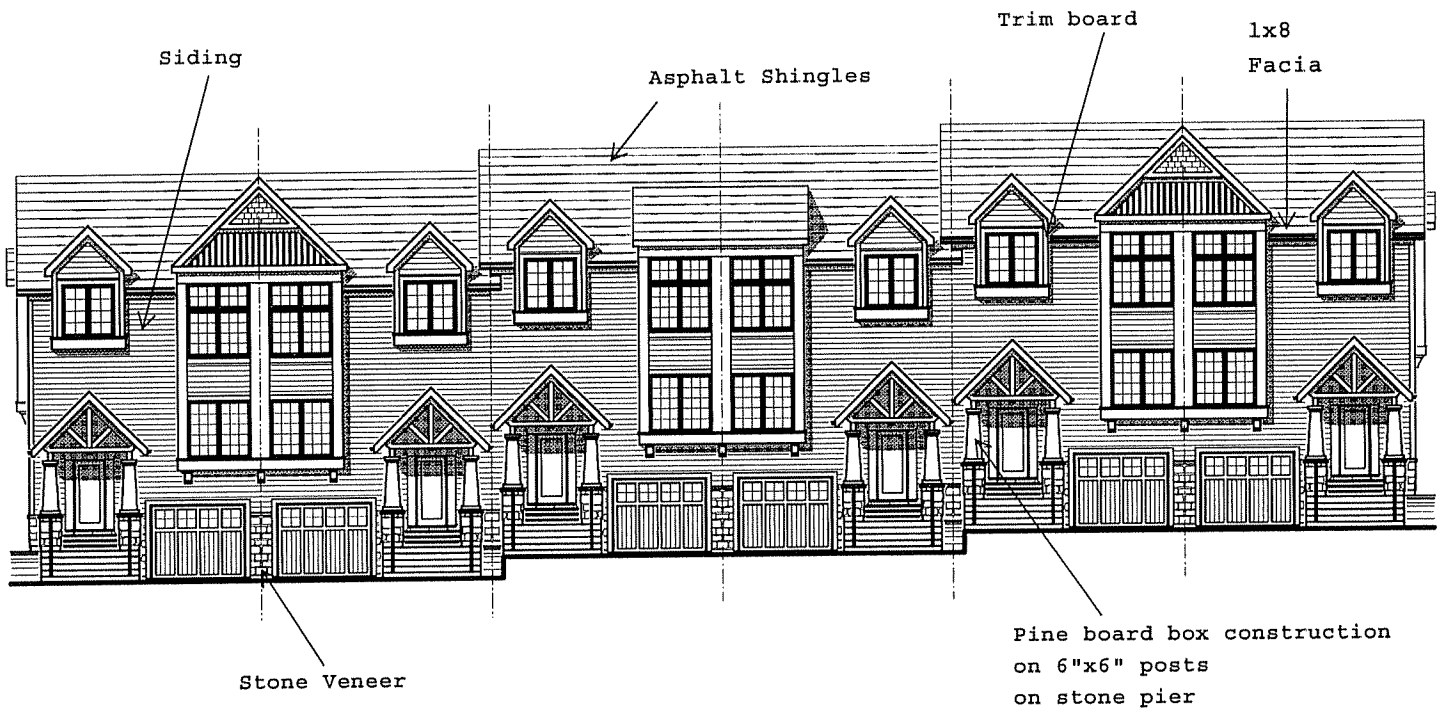 Trim board
1x8
Facia
Siding
Asphalt Shingles
Pine board box construction
on 6"x6" posts
on stone pier
Stone Veneer